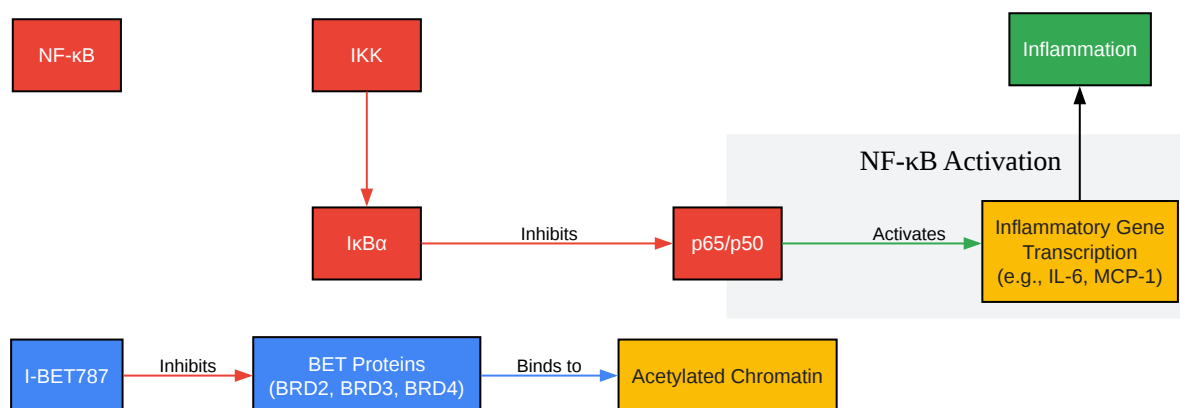 NF-κB
IKK
Inflammation
NF-κB Activation
IκBα
Inhibits
p65/p50
Activates
Inflammatory Gene
Transcription
(e.g., IL-6, MCP-1)
I-BET787
Inhibits
BET Proteins
(BRD2, BRD3, BRD4)
Binds to
Acetylated Chromatin